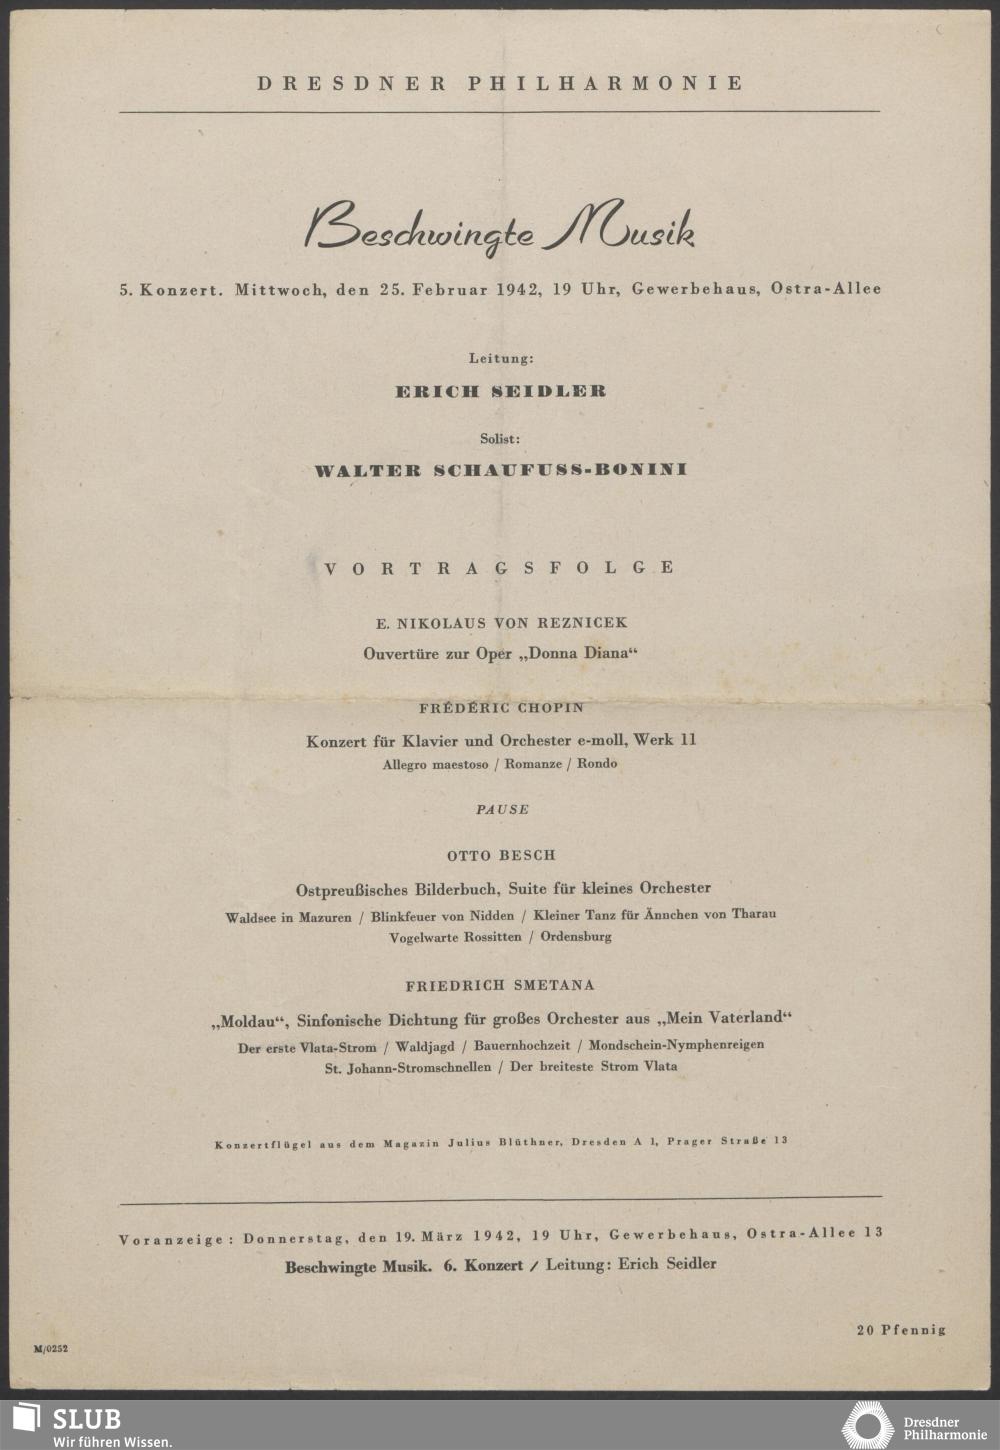 DRESDNER PHILHARMONIE
Beschwingte Musik
5. Konzert. Mittwoch, den 25. Februar 1942, 19 Uhr, Gewerbehaus, Ostra-Allee
Leitung:
ERICH SEIDLER
Solist:
WALTER SCHAUFUSS-BONINI
VORTRAGSFOLGE
E. NIKOLAUS VON REZNICEK
Ouvertüre zur Oper „Donna Diana“
FRÉDÉRIC CHOPIN
Konzert für Klavier und Orchester e-moll, Werk 11
Allegro maestoso / Romanze / Rondo
PAUSE
OTTO BESCH
Ostpreußisches Bilderbuch, Suite für kleines Orchester
Waldsee in Mazuren / Blinkfeuer von Nidden / Kleiner Tanz für Ännchen von Tharau
Vogelwarte Rossitten / Ordensburg
FRIEDRICH SMETANA
„Moldau“, Sinfonische Dichtung für großes Orchester aus „Mein Vaterland“
Der erste Vlata-Strom / Waldjagd / Bauernhochzeit / Mondschein-Nymphenreigen
St. Johann-Stromschnellen / Der breiteste Strom Vlata
Konzertflügel aus dem Magazin Julius Blüthner, Dresden A 1, Prager Straße 13
Voranzeige: Donnerstag, den 19. März 1942, 19 Uhr, Gewerbehaus, Ostra-Allee 13
Beschwingte Musik. 6. Konzert / Leitung: Erich Seidler
20 Pfennig
M/0252
SLUB
Wir führen Wissen.
Dresdner
Philharmonie